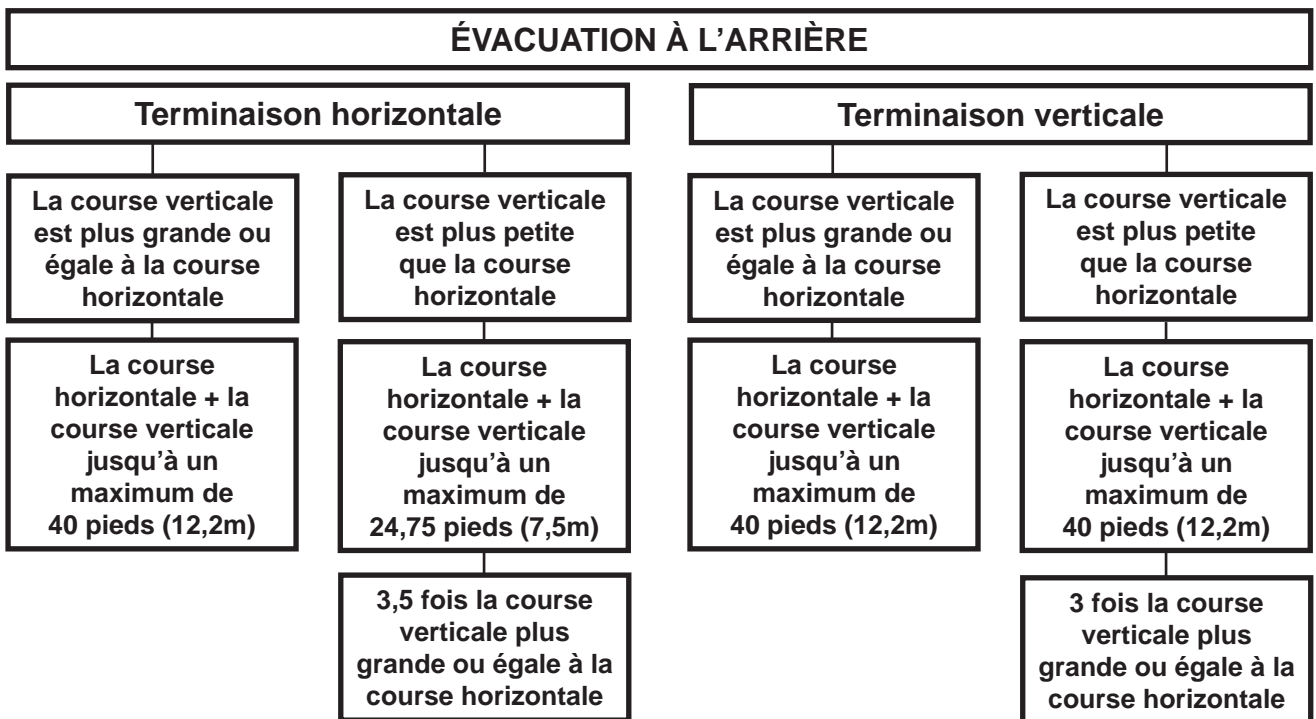 ÉVACUATION À L’ARRIÈRE
Terminaison horizontale
La course verticale
est plus grande ou
égale à la course
horizontale
La course
horizontale + la
course verticale
jusqu’à un
maximum de
40 pieds (12,2m)
La course verticale
est plus petite
que la course
horizontale
La course
horizontale + la
course verticale
jusqu’à un
maximum de
24,75 pieds (7,5m)
3,5 fois la course
verticale plus
grande ou égale à la
course horizontale
Terminaison verticale
La course verticale
est plus grande ou
égale à la course
horizontale
La course
horizontale + la
course verticale
jusqu’à un
maximum de
40 pieds (12,2m)
La course verticale
est plus petite
que la course
horizontale
La course
horizontale + la
course verticale
jusqu’à un
maximum de
40 pieds (12,2m)
3 fois la course
verticale plus
grande ou égale à la
course horizontale